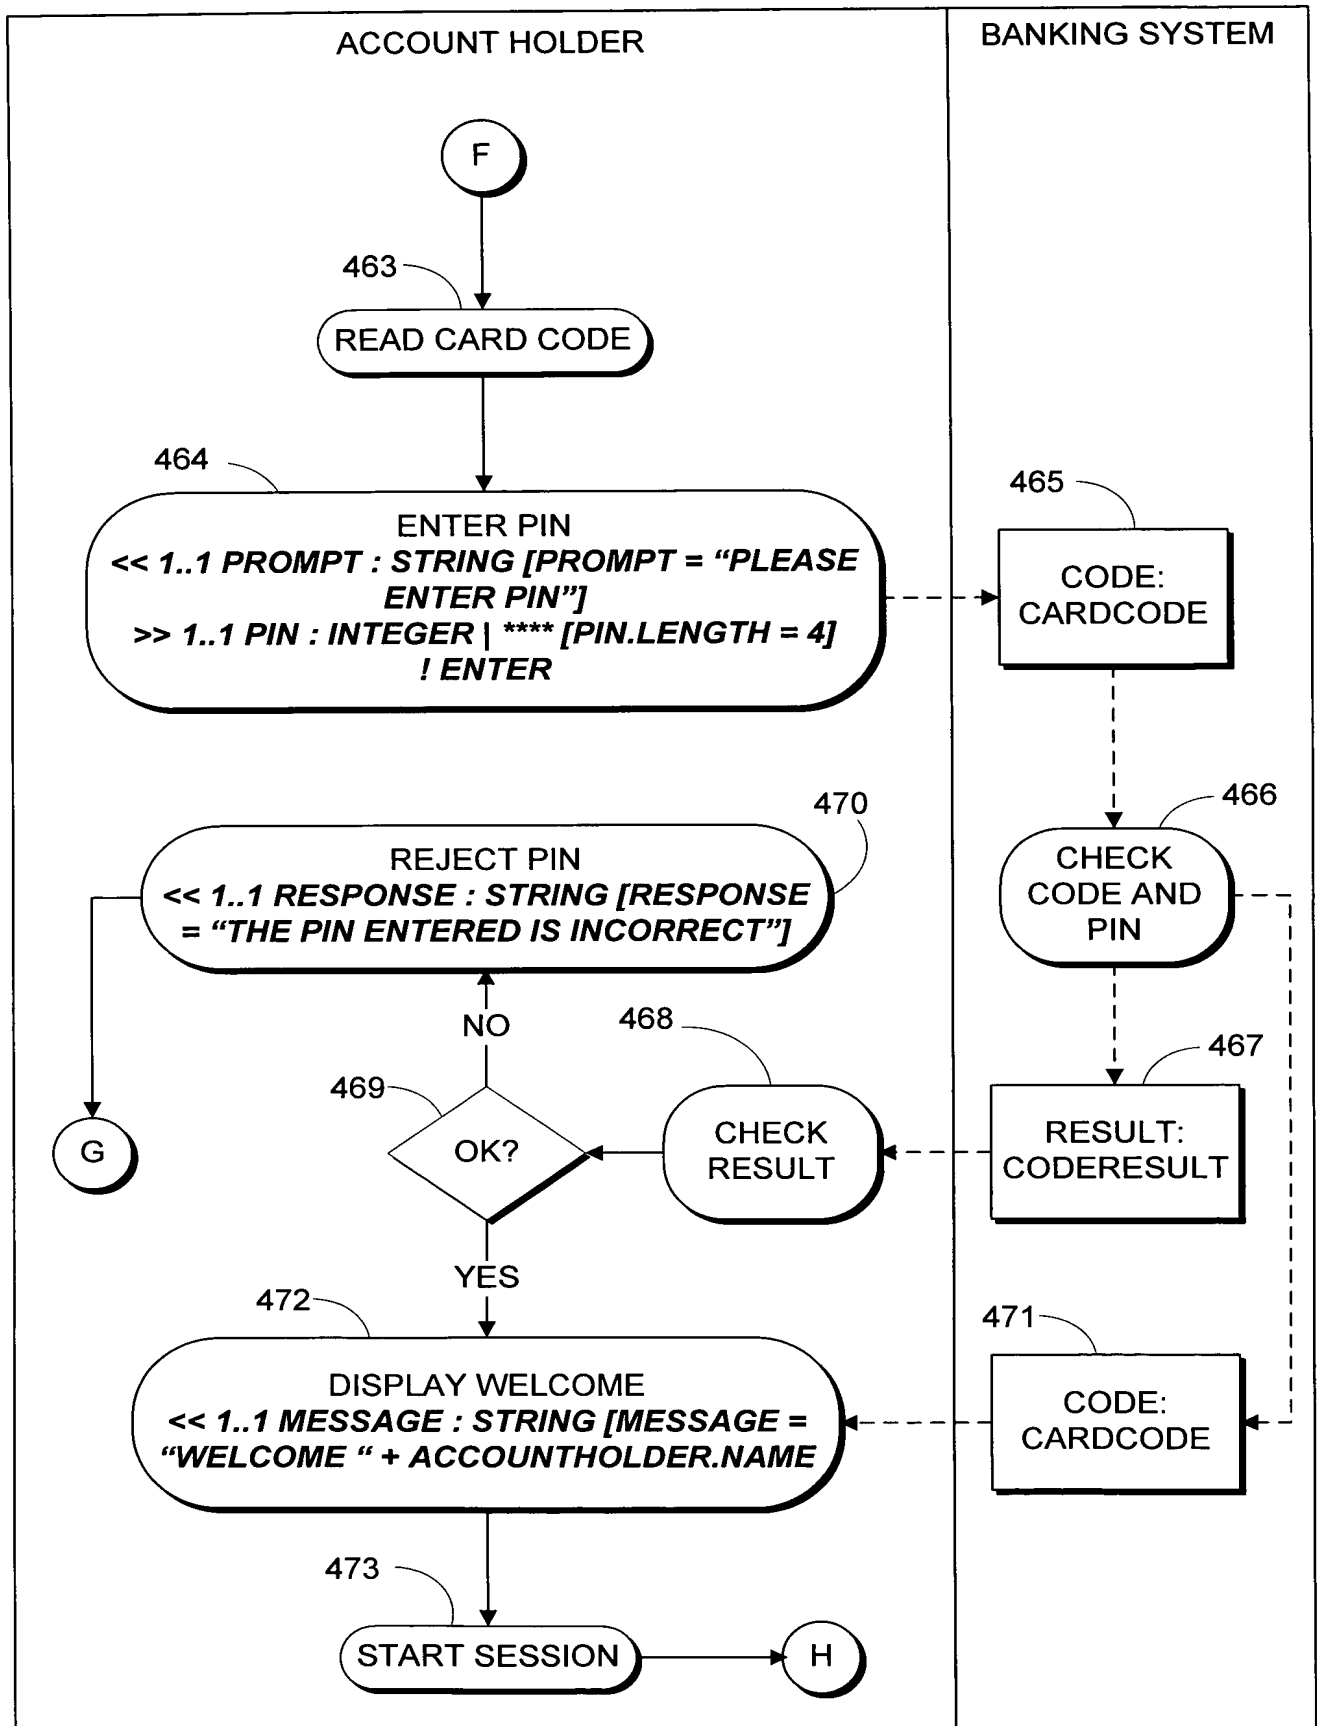 ACCOUNT HOLDER
BANKING SYSTEM
F
463
READ CARD CODE
464
ENTER PIN
<< 1..1 PROMPT : STRING [PROMPT = “PLEASE
ENTER PIN”]
>> 1..1 PIN : INTEGER | **** [PIN.LENGTH = 4]
! ENTER
465
CODE:
CARDCODE
466
CHECK
CODE AND
PIN
470
REJECT PIN
<< 1..1 RESPONSE : STRING [RESPONSE
= “THE PIN ENTERED IS INCORRECT”]
NO
468
467
469
G
OK?
CHECK
RESULT
RESULT:
CODERESULT
YES
472
471
DISPLAY WELCOME
<< 1..1 MESSAGE : STRING [MESSAGE =
“WELCOME “ + ACCOUNTHOLDER.NAME
CODE:
CARDCODE
473
START SESSION
H